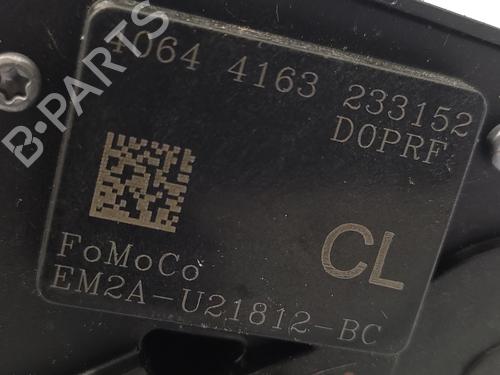 4064 4163 233152
D0PRF
CL
FoMoCo
EM2A-U21812-BC
B-PARTS